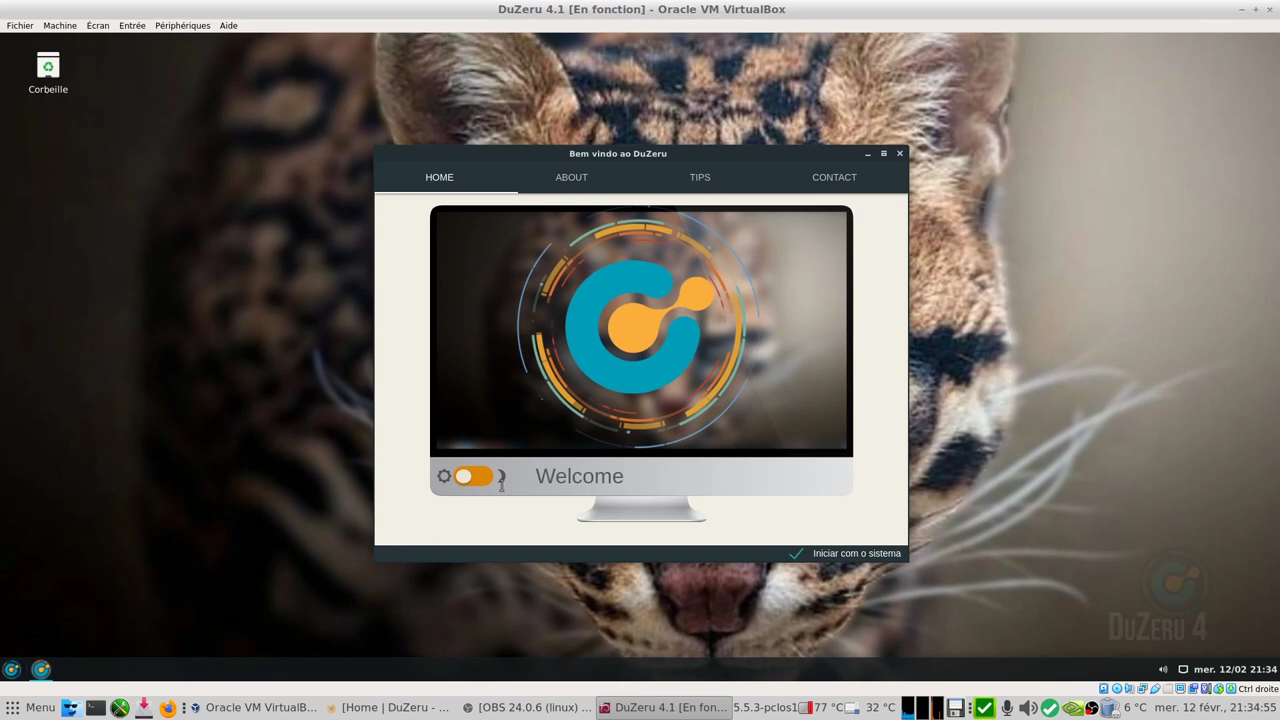 DuZeru 4.1 [En fonction] - Oracle VM VirtualBox
Fichier Machine Écran Entrée Périphériques Aide
Corbeille
Bem vindo ao DuZeru
HOME ABOUT TIPS CONTACT
Welcome
Iniciar com o sistema
DuZeru 4
mer. 12/02 21:34
Ctrl droite
Menu [Home | DuZeru - ... [OBS 24.0.6 (linux) ... DuZeru 4.1 [En fon... 5.5.3-pclos1 77 °C 32 °C 6 °C mer. 12 févr., 21:34:55